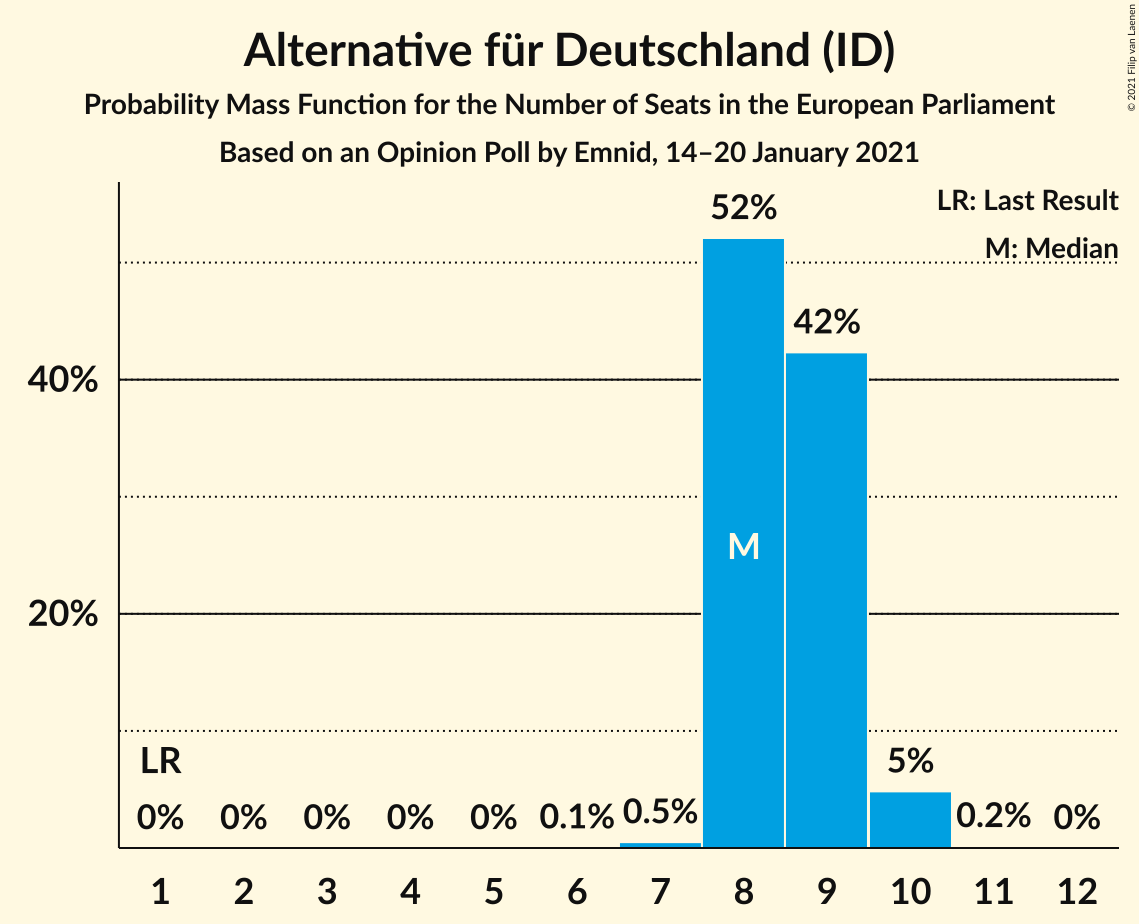 © 2021 Filip van Laenen
Alternative für Deutschland (ID)
Probability Mass Function for the Number of Seats in the European Parliament
Based on an Opinion Poll by Emnid, 14–20 January 2021
LR: Last Result
M: Median
52%
42%
40%
M
20%
LR
0% 0% 0% 0% 0% 0.1% 0.5% 5% 0.2% 0%
1 2 3 4 5 6 7 8 9 10 11 12